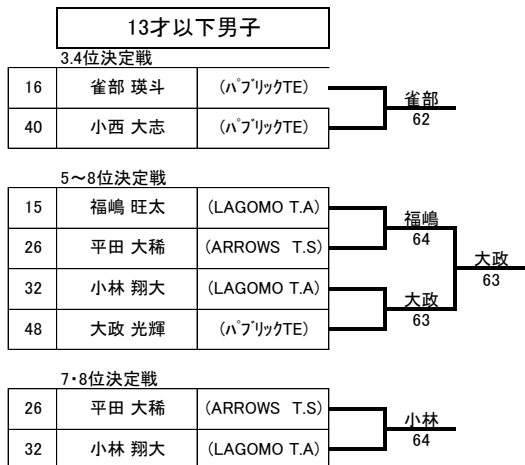 13才以下男子
3.4位決定戦
16 雀部 瑛斗 (パブリックTE)
雀部
40 小西 大志 (パブリックTE)
62
5～8位決定戦
15 福嶋 旺太 (LAGOMO T.A)
福嶋
64
26 平田 大稀 (ARROWS T.S)
大政
63
32 小林 翔大 (LAGOMO T.A)
大政
63
48 大政 光輝 (パブリックTE)
7・8位決定戦
26 平田 大稀 (ARROWS T.S)
小林
64
32 小林 翔大 (LAGOMO T.A)